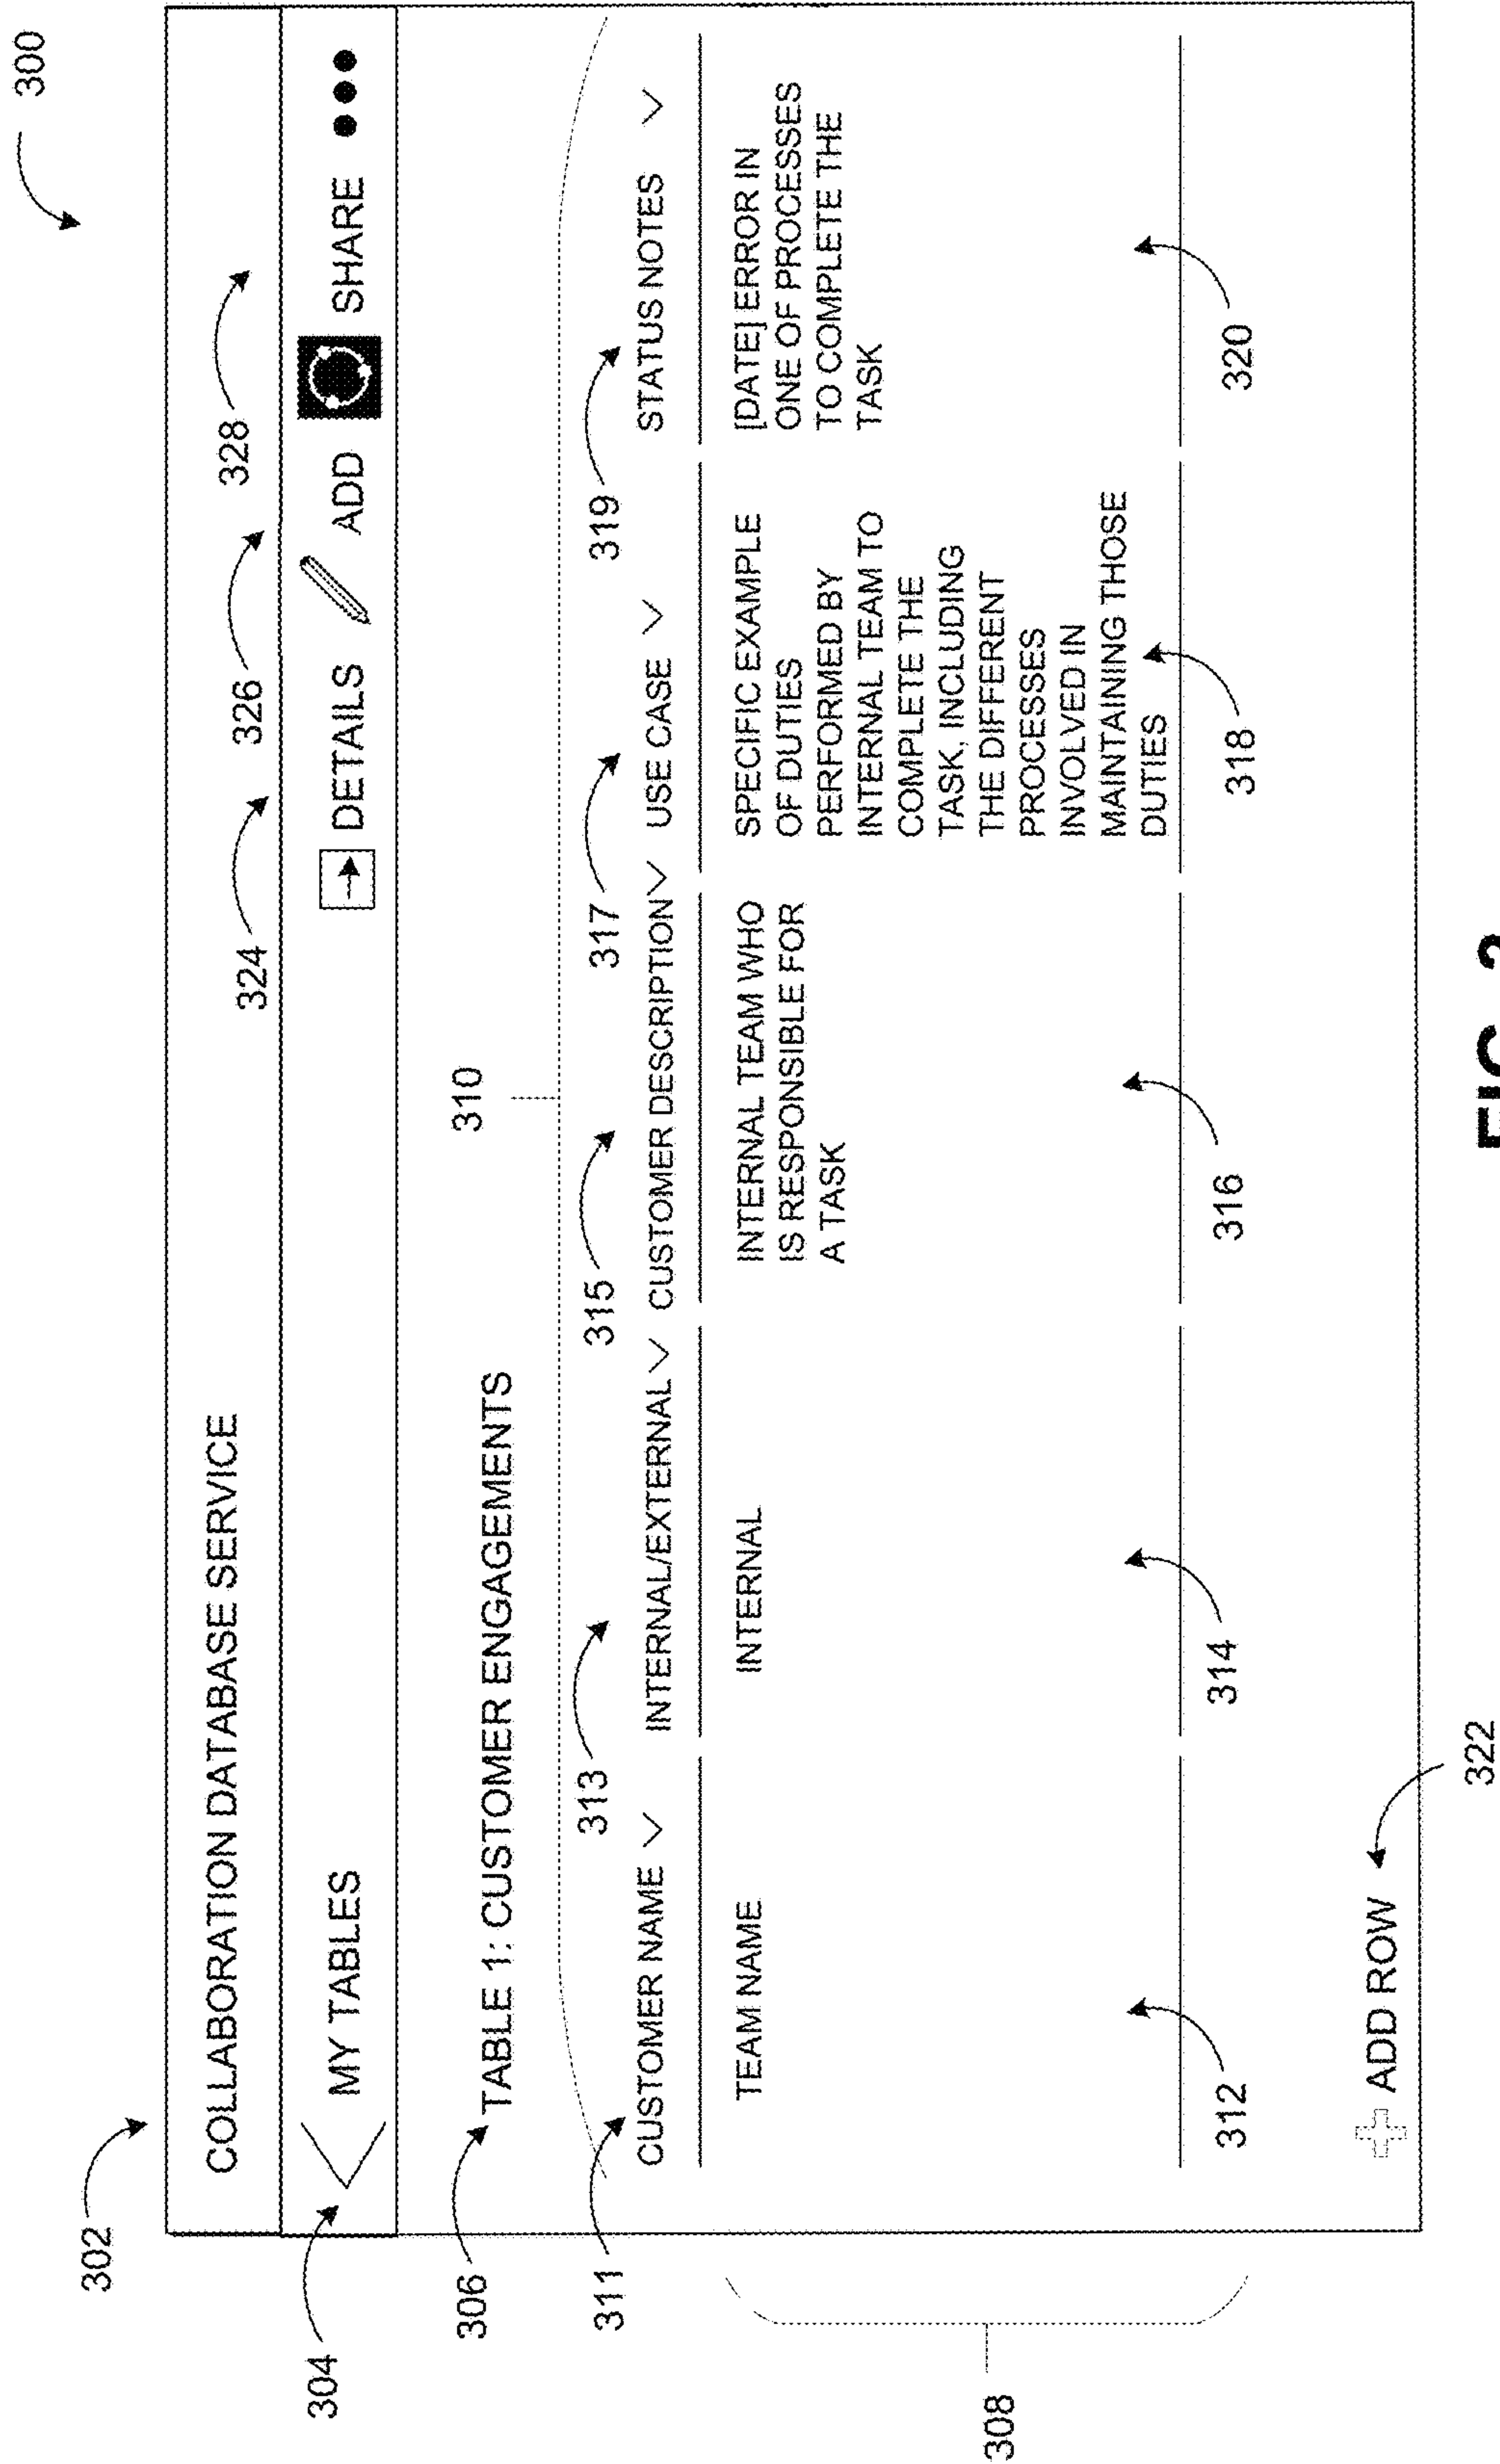 300
302
COLLABORATION DATABASE SERVICE
324
326
328
304
MY TABLES
DETAILS
ADD
SHARE
306
TABLE 1: CUSTOMER ENGAGEMENTS
310
311
313
315
317
319
CUSTOMER NAME
INTERNAL/EXTERNAL
CUSTOMER DESCRIPTION
USE CASE
STATUS NOTES
308
TEAM NAME
INTERNAL
INTERNAL TEAM WHO
IS RESPONSIBLE FOR
A TASK
SPECIFIC EXAMPLE
OF DUTIES
PERFORMED BY
INTERNAL TEAM TO
COMPLETE THE
TASK, INCLUDING
THE DIFFERENT
PROCESSES
INVOLVED IN
MAINTAINING THOSE
DUTIES
[DATE] ERROR IN
ONE OF PROCESSES
TO COMPLETE THE
TASK
312
314
316
318
320
ADD ROW
322
FIG.